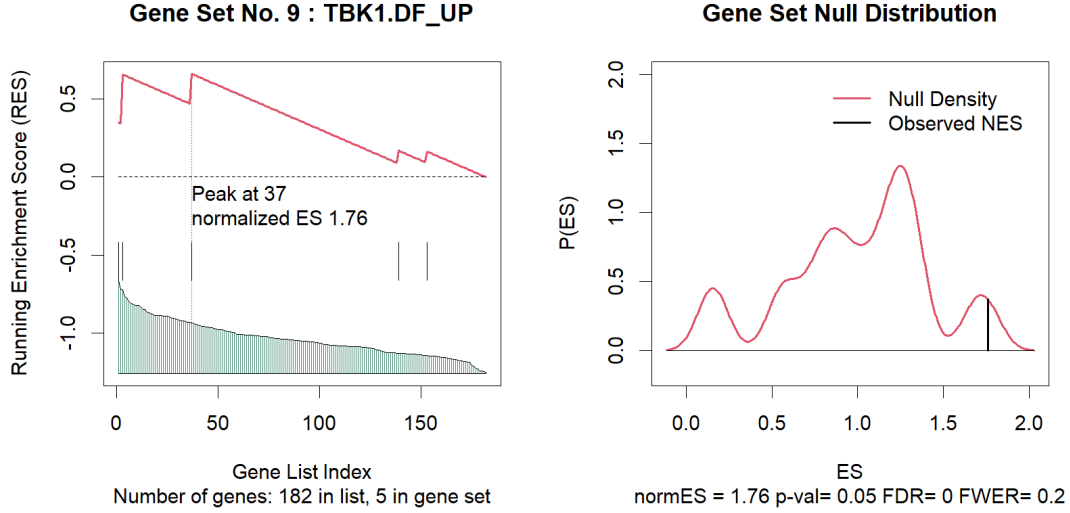 Gene Set No. 9 : TBK1.DF_UP
Running Enrichment Score (RES)
0.5
0.0
-0.5
-1.0
Peak at 37
normalized ES 1.76
0 50 100 150
Gene List Index
Number of genes: 182 in list, 5 in gene set
Gene Set Null Distribution
P(ES)
2.0
1.5
1.0
0.5
0.0
Null Density
Observed NES
0.0 0.5 1.0 1.5 2.0
ES
normES = 1.76 p-val= 0.05 FDR= 0 FWER= 0.2